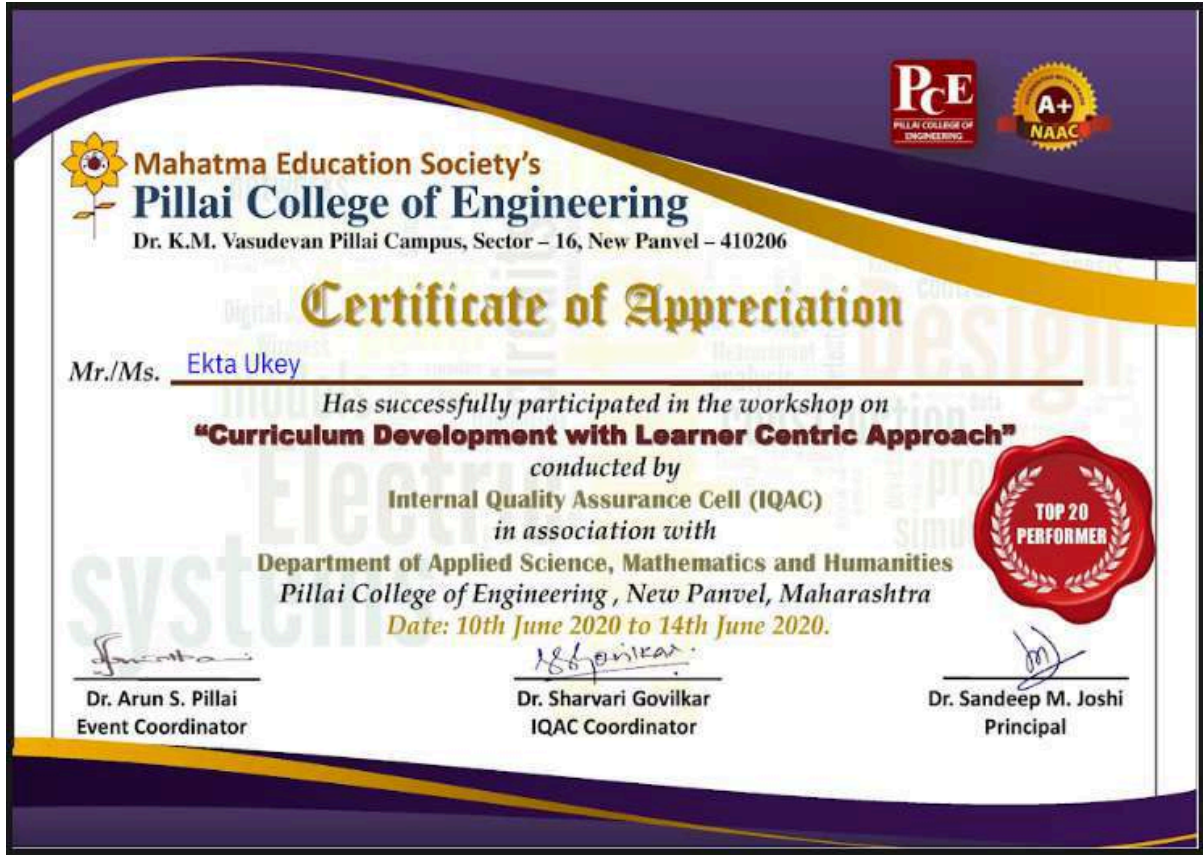 PCE
PILLAI COLLEGE OF
ENGINEERING
A+
NAAC
Mahatma Education Society's
Pillai College of Engineering
Dr. K.M. Vasudevan Pillai Campus, Sector – 16, New Panvel – 410206
Certificate of Appreciation
Mr./Ms. Ekta Ukey
Has successfully participated in the workshop on
"Curriculum Development with Learner Centric Approach"
conducted by
Internal Quality Assurance Cell (IQAC)
in association with
Department of Applied Science, Mathematics and Humanities
Pillai College of Engineering , New Panvel, Maharashtra
Date: 10th June 2020 to 14th June 2020.
TOP 20
PERFORMER
Dr. Arun S. Pillai
Event Coordinator
Dr. Sharvari Govilkar
IQAC Coordinator
Dr. Sandeep M. Joshi
Principal
Design
Electri
systems